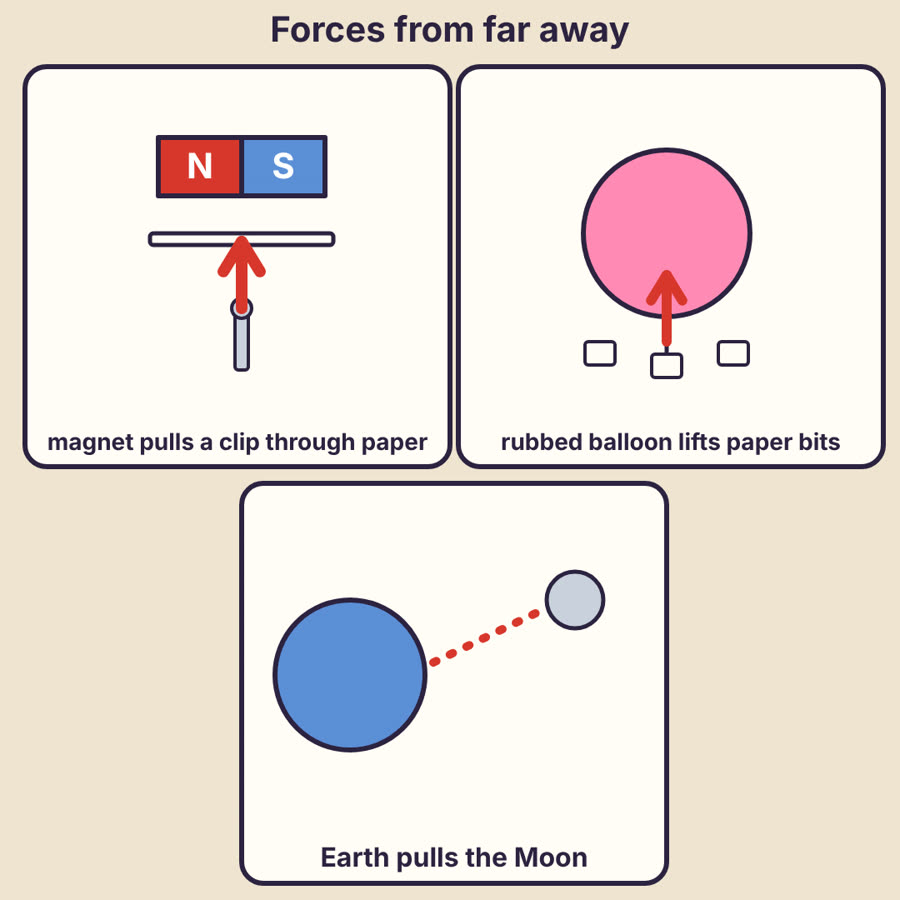 Forces from far away
N S
magnet pulls a clip through paper
rubbed balloon lifts paper bits
Earth pulls the Moon